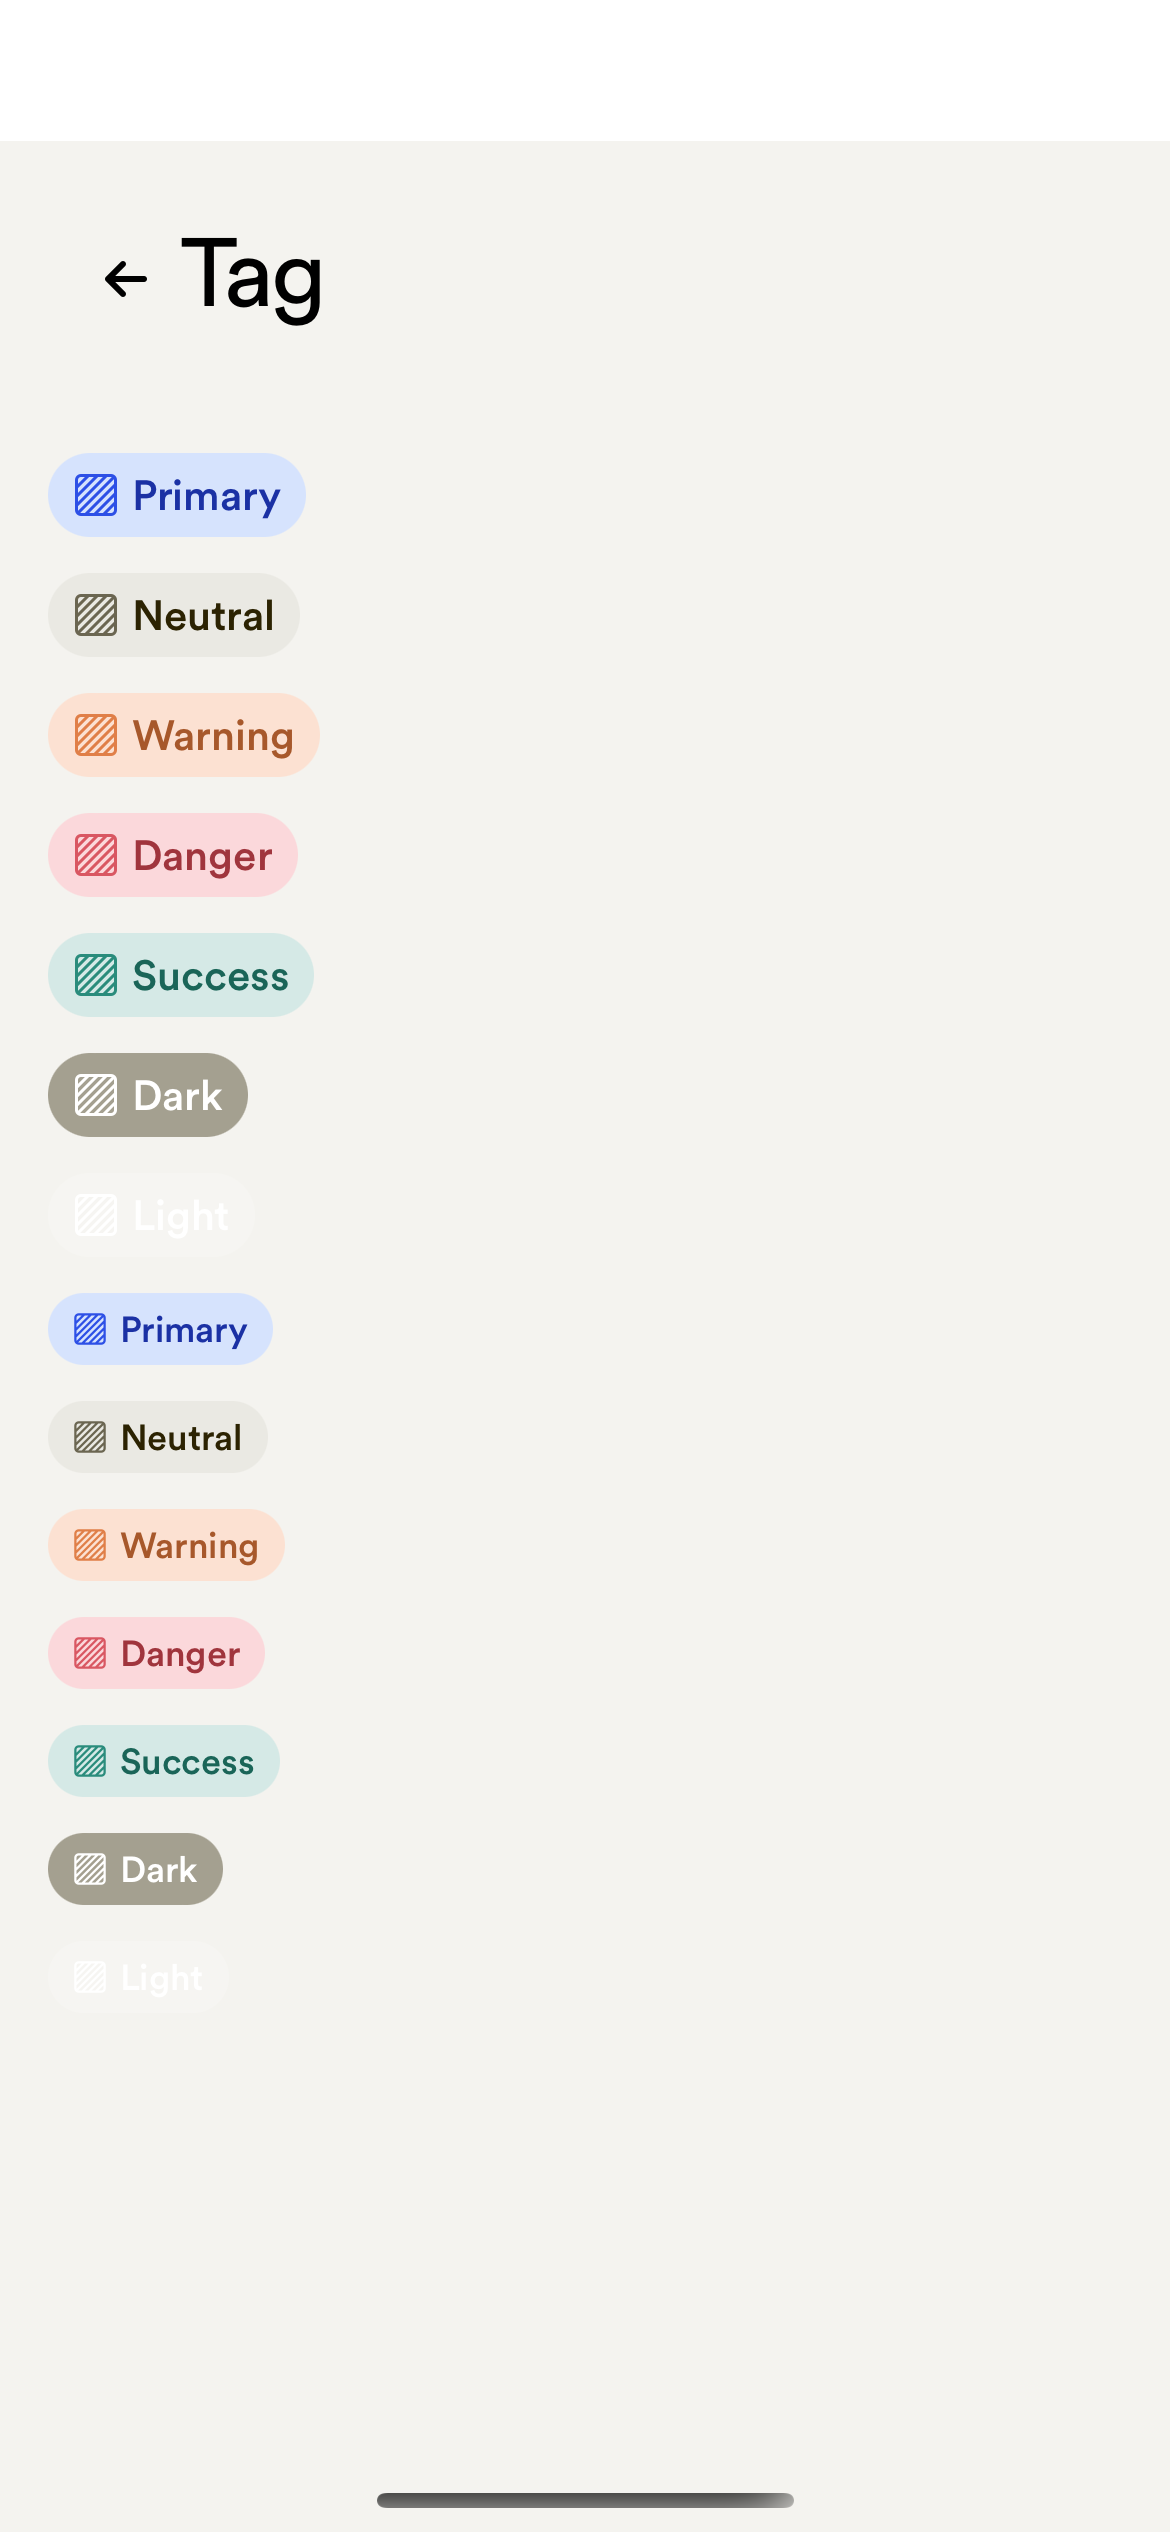 Tag
Primary
Neutral
Warning
Danger
Success
Dark
Light
Primary
Neutral
Warning
Danger
Success
Dark
Light